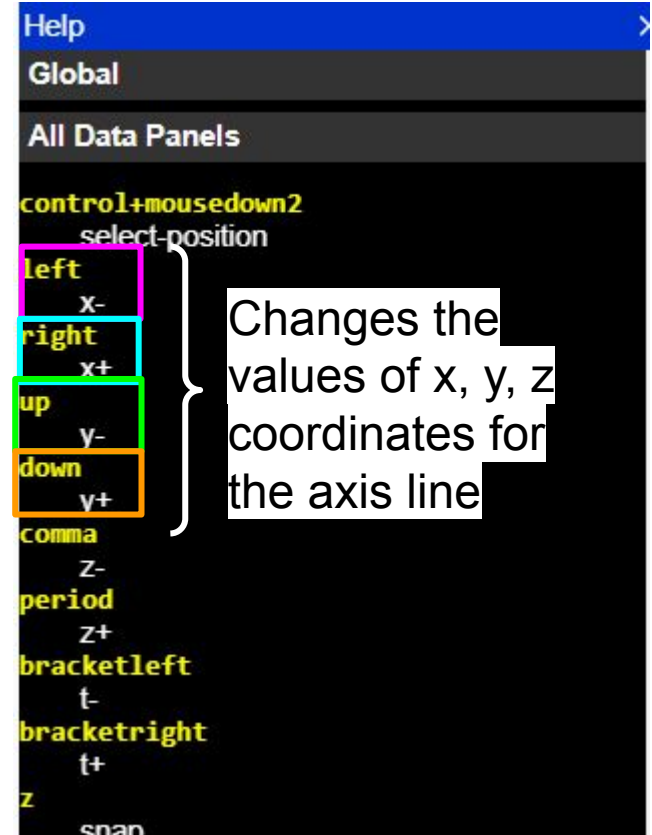 Help
Global
All Data Panels
control+mousedown2
select-position
left
x-
right
x+
up
y-
down
y+
comma
z-
period
z+
bracketleft
t-
bracketright
t+
z
snap
Changes the
values of x, y, z
coordinates for
the axis line